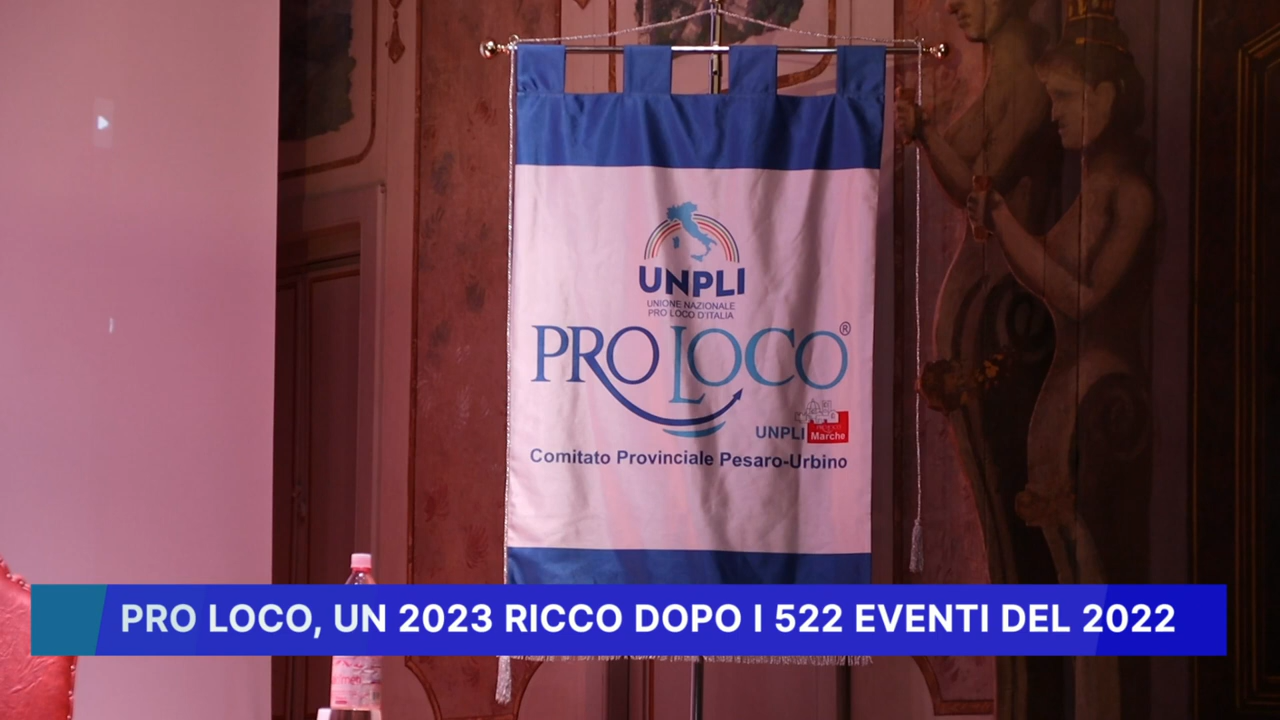 UNPLI
UNIONE NAZIONALE
PRO LOCO D'ITALIA
PRO LOCO®
UNPLI Marche
Comitato Provinciale Pesaro-Urbino
PRO LOCO, UN 2023 RICCO DOPO I 522 EVENTI DEL 2022